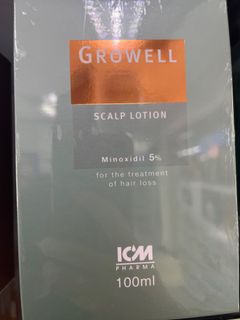 GROWELL
SCALP LOTION
Minoxidil 5%
for the treatment
of hair loss
ICM
PHARMA
100ml